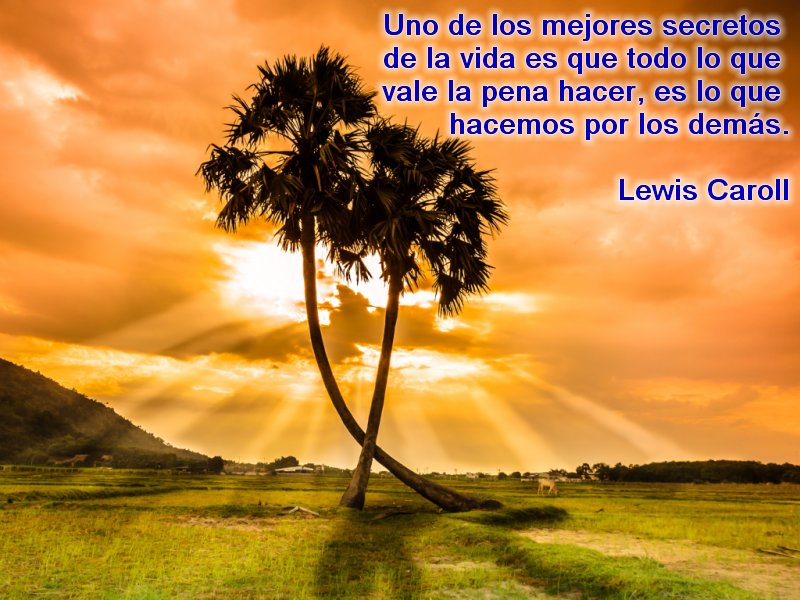 Uno de los mejores secretos
de la vida es que todo lo que
vale la pena hacer, es lo que
hacemos por los demás.
Lewis Caroll